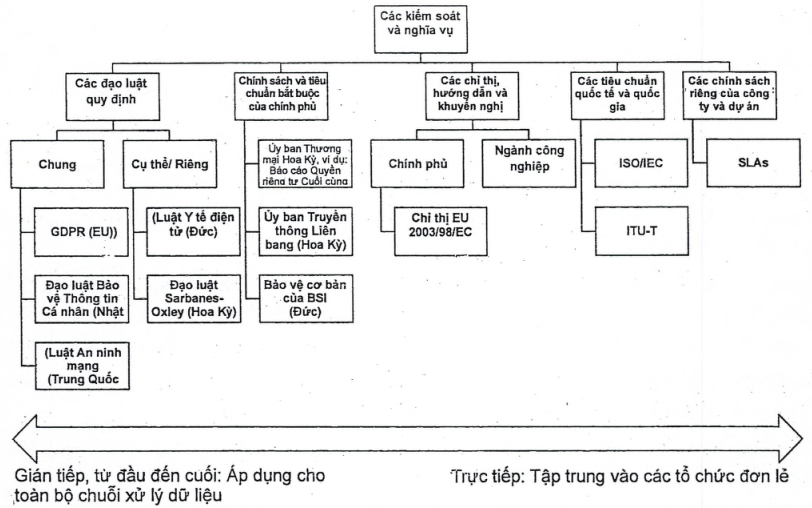 Các kiếm soát
và nghĩa vụ
Các đạo luật
quy định
Chính sách và tiêu
chuẩn bắt buộc
của chính phủ
Các chỉ thị,
hướng dẫn và
khuyến nghị
Các tiêu chuẩn
quốc tế và quốc
gia
Các chính sách
riêng của công
ty và dự án
Chung
Cụ thể/ Riêng
Ủy ban Thương
mại Hoa Kỳ, ví dụ:
Báo cáo Quyền
riêng tư Cuối cùng
Chính phủ
Ngành công
nghiệp
ISO/IEC
SLAs
GDPR (EU))
(Luật Y tế điện
tử (Đức)
Ủy ban Truyền
thông Liên
bang (Hoa Kỳ)
Chỉ thị EU
2003/98/EC
ITU-T
Đạo luật Bảo
vệ Thông tin
Cá nhân (Nhật
Đạo luật
Sarbanes-
Oxley (Hoa Kỳ)
Bảo vệ cơ bản
của BSI
(Đức)
(Luật An ninh
mạng
(Trung Quốc
Gián tiếp, từ đầu đến cuối: Áp dụng cho
toàn bộ chuỗi xử lý dữ liệu
Trực tiếp: Tập trung vào các tổ chức đơn lẻ